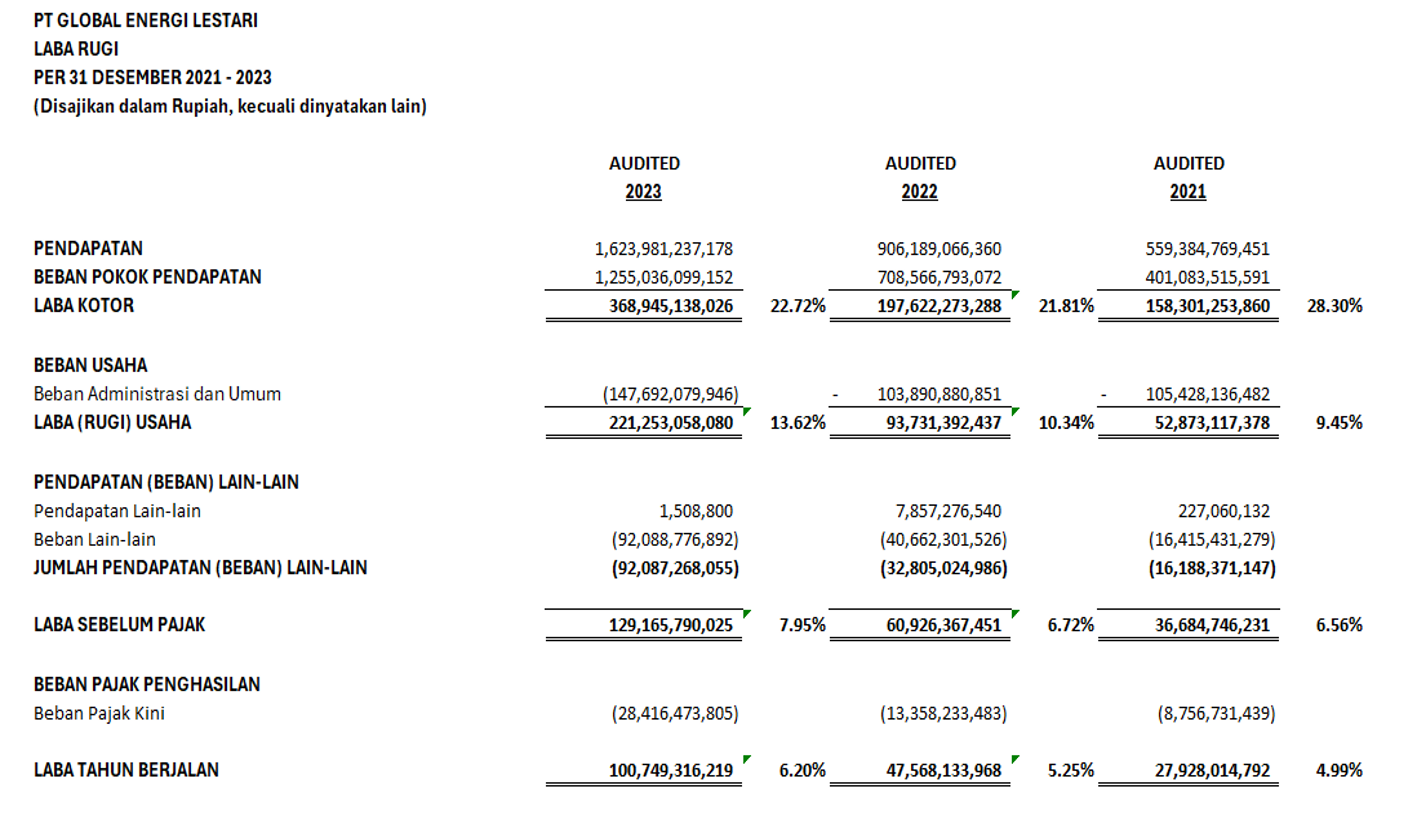 PT GLOBAL ENERGI LESTARI
LABA RUGI
PER 31 DESEMBER 2021 - 2023
(Disajikan dalam Rupiah, kecuali dinyatakan lain)
AUDITED AUDITED AUDITED
2023 2022 2021
PENDAPATAN 1,623,981,237,178 906,189,066,360 559,384,769,451
BEBAN POKOK PENDAPATAN 1,255,036,099,152 708,566,793,072 401,083,515,591
LABA KOTOR 368,945,138,026 22.72% 197,622,273,288 21.81% 158,301,253,860 28.30%
BEBAN USAHA
Beban Administrasi dan Umum (147,692,079,946) - 103,890,880,851 - 105,428,136,482
LABA (RUGI) USAHA 221,253,058,080 13.62% 93,731,392,437 10.34% 52,873,117,378 9.45%
PENDAPATAN (BEBAN) LAIN-LAIN
Pendapatan Lain-lain 1,508,800 7,857,276,540 227,060,132
Beban Lain-lain (92,088,776,892) (40,662,301,526) (16,415,431,279)
JUMLAH PENDAPATAN (BEBAN) LAIN-LAIN (92,087,268,055) (32,805,024,986) (16,188,371,147)
LABA SEBELUM PAJAK 129,165,790,025 7.95% 60,926,367,451 6.72% 36,684,746,231 6.56%
BEBAN PAJAK PENGHASILAN
Beban Pajak Kini (28,416,473,805) (13,358,233,483) (8,756,731,439)
LABA TAHUN BERJALAN 100,749,316,219 6.20% 47,568,133,968 5.25% 27,928,014,792 4.99%